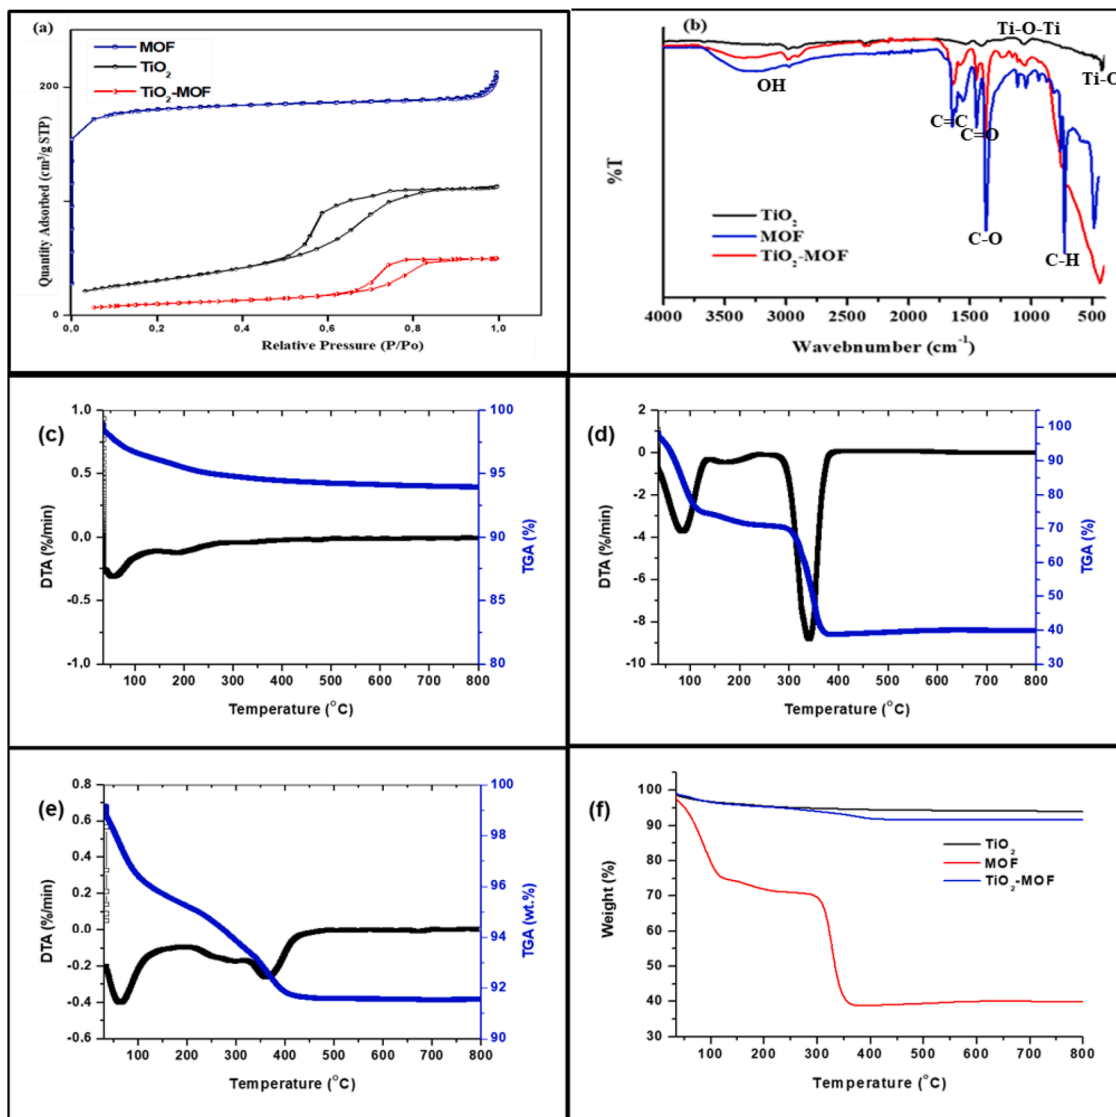 (a)
MOF
TiO2
TiO2-MOF
200
0
Quantity Adsorbed (cm3/g STP)
0,0 0,2 0,4 0,6 0,8 1,0
Relative Pressure (P/Po)
(b)
Ti-O-Ti
Ti-O
OH
C=C
C=O
C-O
C-H
%T
TiO2
MOF
TiO2-MOF
4000 3500 3000 2500 2000 1500 1000 500
Wavebnumber (cm-1)
(c)
1.0
0.5
0.0
-0.5
-1.0
DTA (%/min)
100
95
90
85
80
TGA (%)
100 200 300 400 500 600 700 800
Temperature (°C)
(d)
2
0
-2
-4
-6
-8
-10
DTA (%/min)
100
90
80
70
60
50
40
30
TGA (%)
100 200 300 400 500 600 700 800
Temperature (°C)
(e)
0.8
0.6
0.4
0.2
0.0
-0.2
-0.4
-0.6
DTA (%/min)
100
98
96
94
92
90
TGA (wt.%)
100 200 300 400 500 600 700 800
Temperature (°C)
(f)
100
90
80
70
60
50
40
30
Weight (%)
TiO2
MOF
TiO2-MOF
100 200 300 400 500 600 700 800
Temperature (°C)